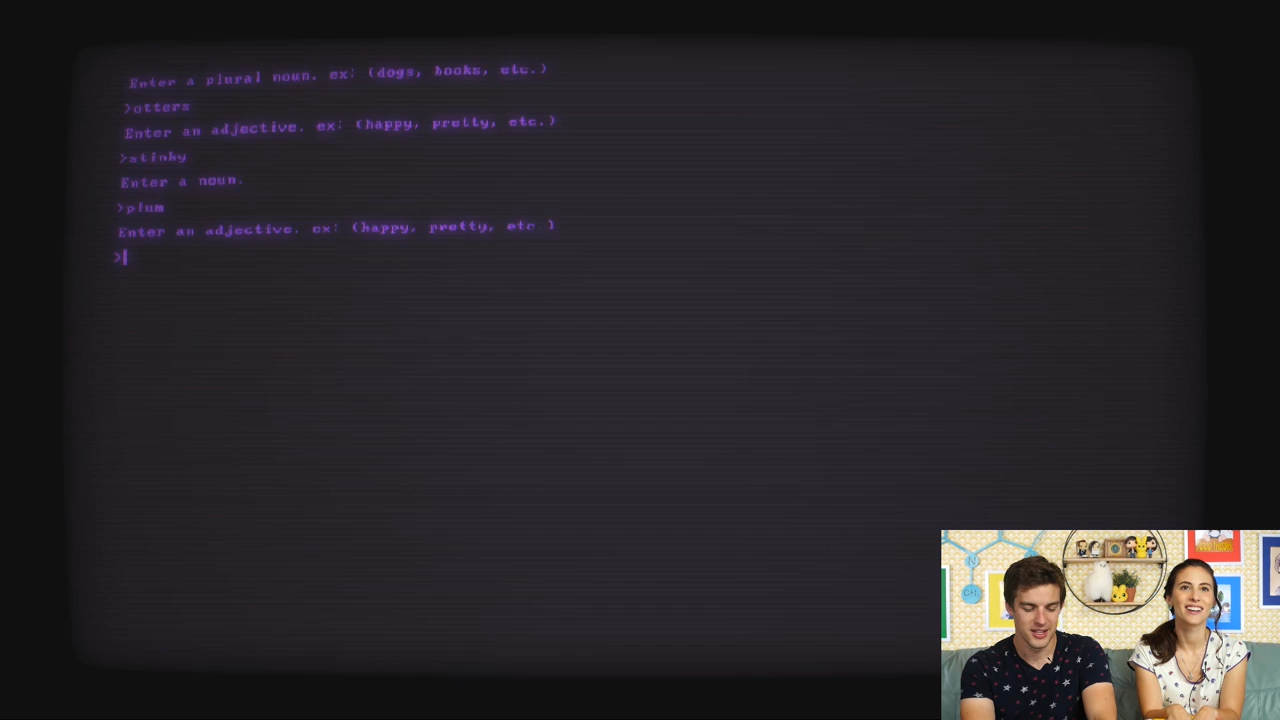 Enter a plural noun. ex: (dogs, books, etc.)
>otters
Enter an adjective. ex: (happy, pretty, etc.)
>stinky
Enter a noun.
>plum
Enter an adjective. ex: (happy, pretty, etc.)
>